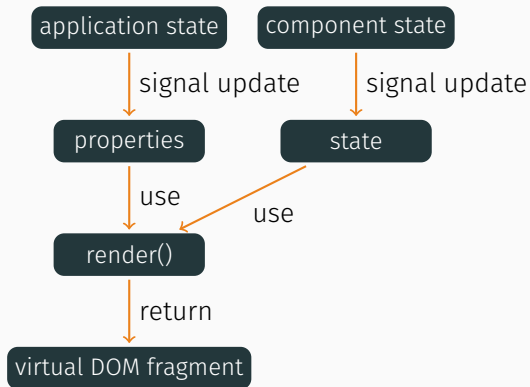 application state
component state
signal update
signal update
properties
state
use
use
render()
return
virtual DOM fragment